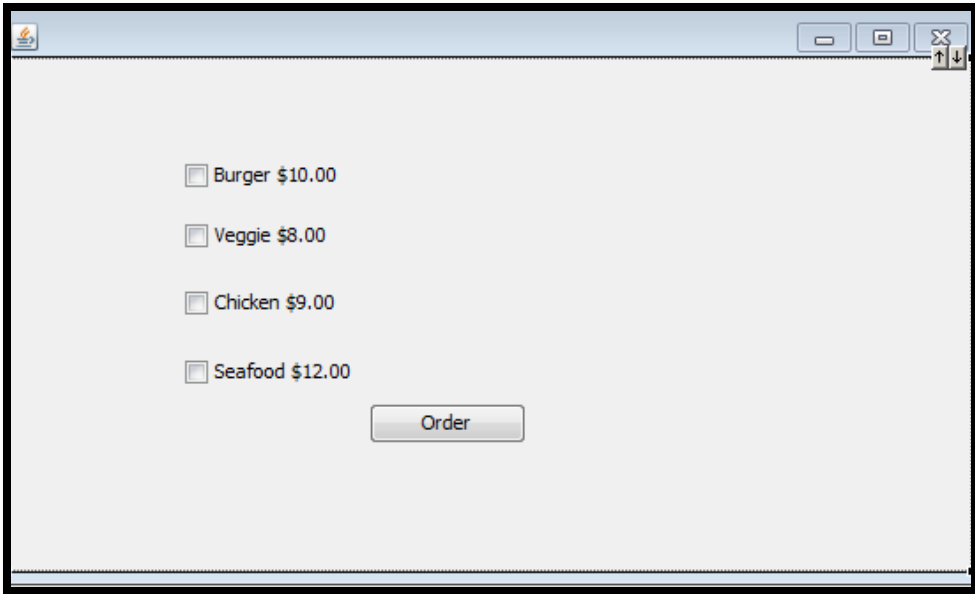 Burger $10.00
Veggie $8.00
Chicken $9.00
Seafood $12.00
Order